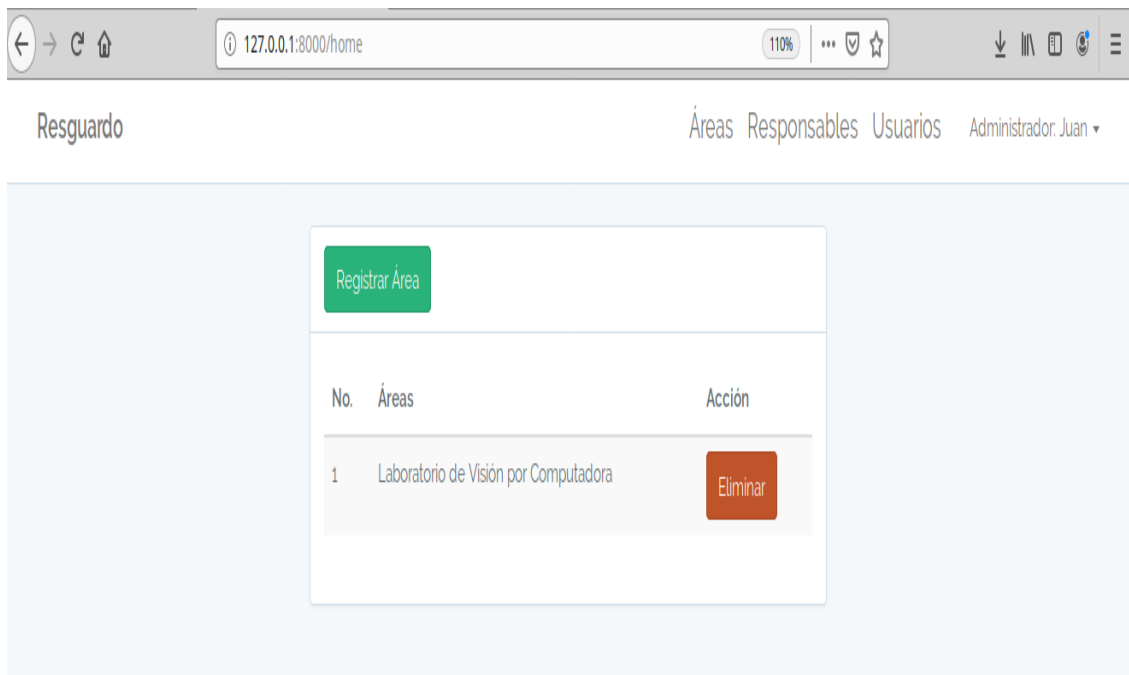 127.0.0.1:8000/home 110%
Resguardo Áreas Responsables Usuarios Administrador: Juan
Registrar Área
No. Áreas Acción
1 Laboratorio de Visión por Computadora Eliminar